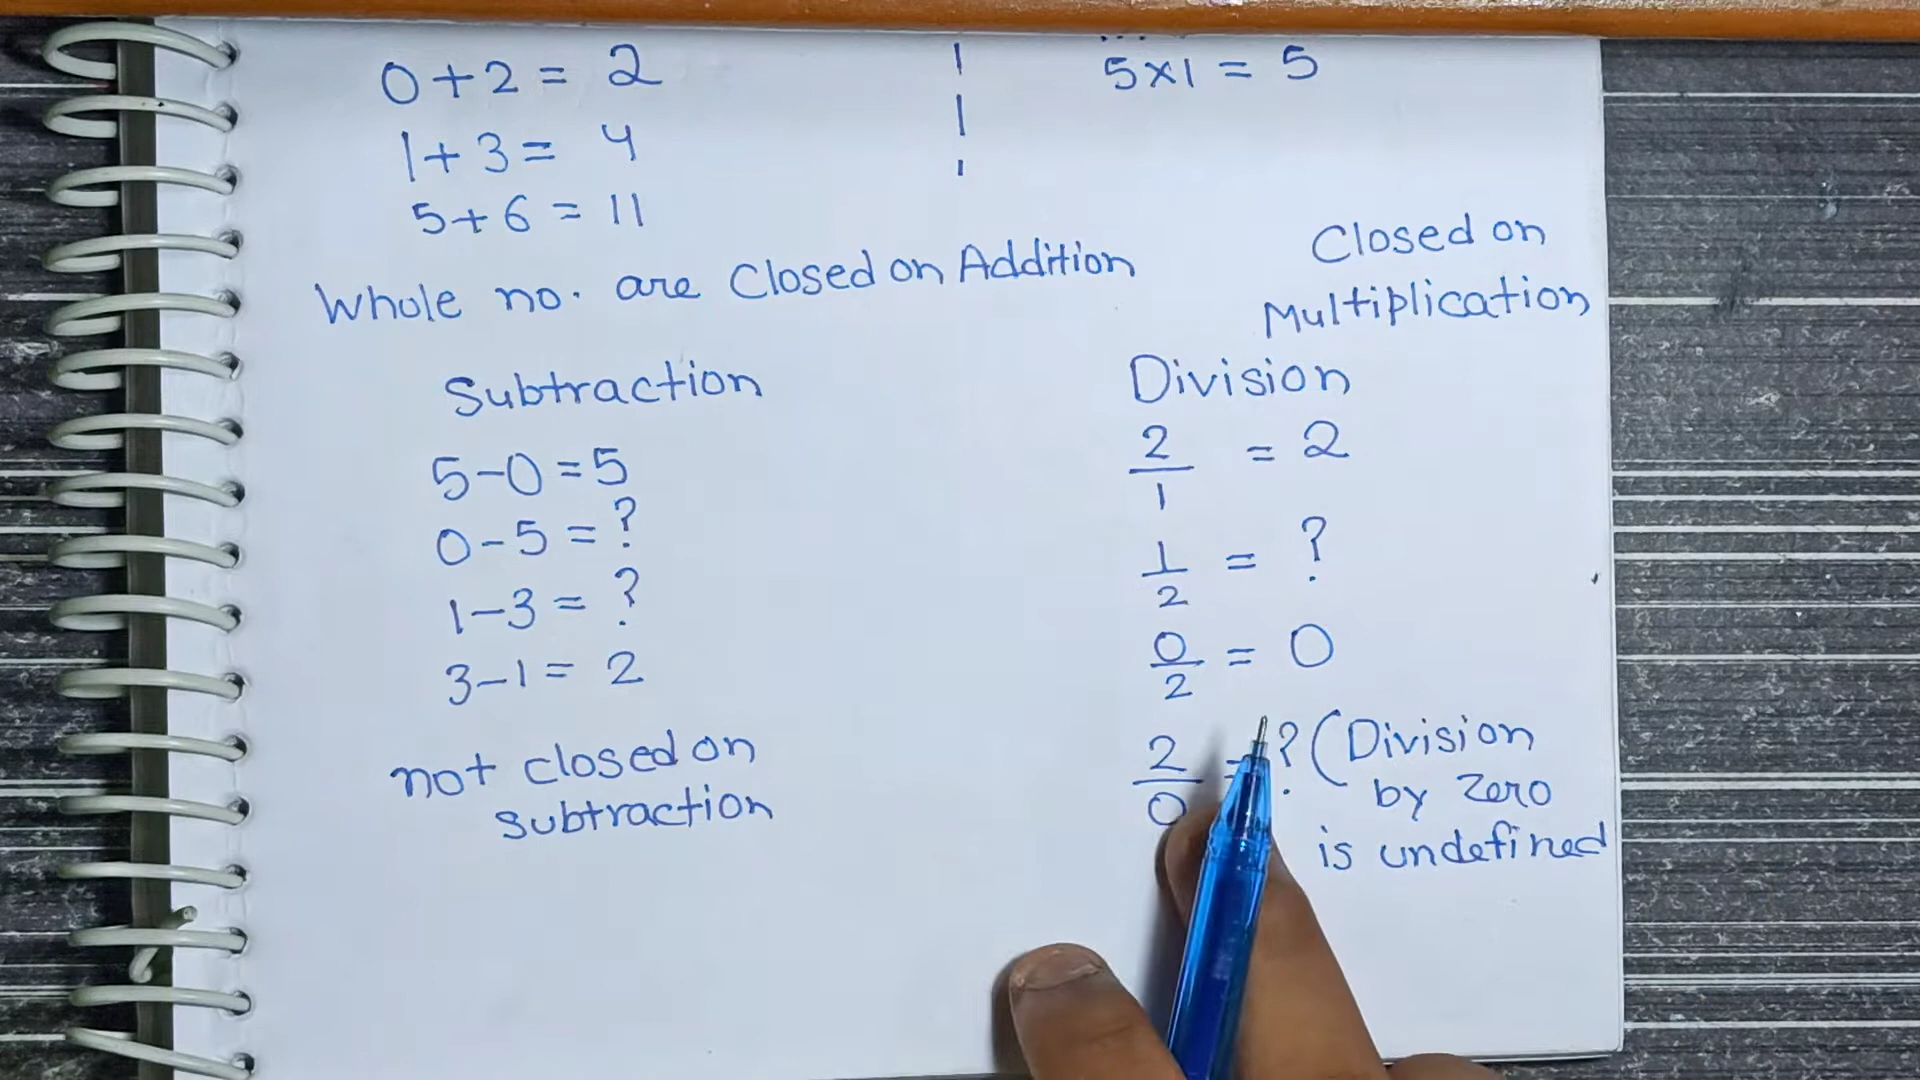 0+2 = 2
1+3 = 4
5+6 = 11
5×1 = 5
Whole no. are Closed on Addition
Closed on
Multiplication
Subtraction
5-0 = 5
0-5 = ?
1-3 = ?
3-1 = 2
not closed on
subtraction
Division
2/1 = 2
1/2 = ?
0/2 = 0
2/0 = ? (Division
by Zero
is undefined